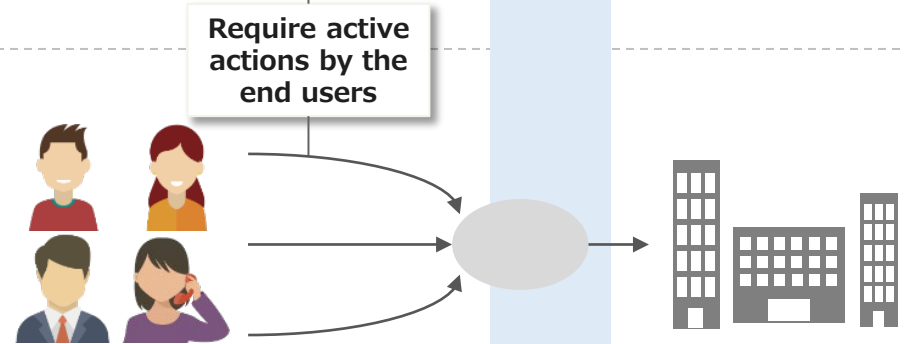 Require active
actions by the
end users